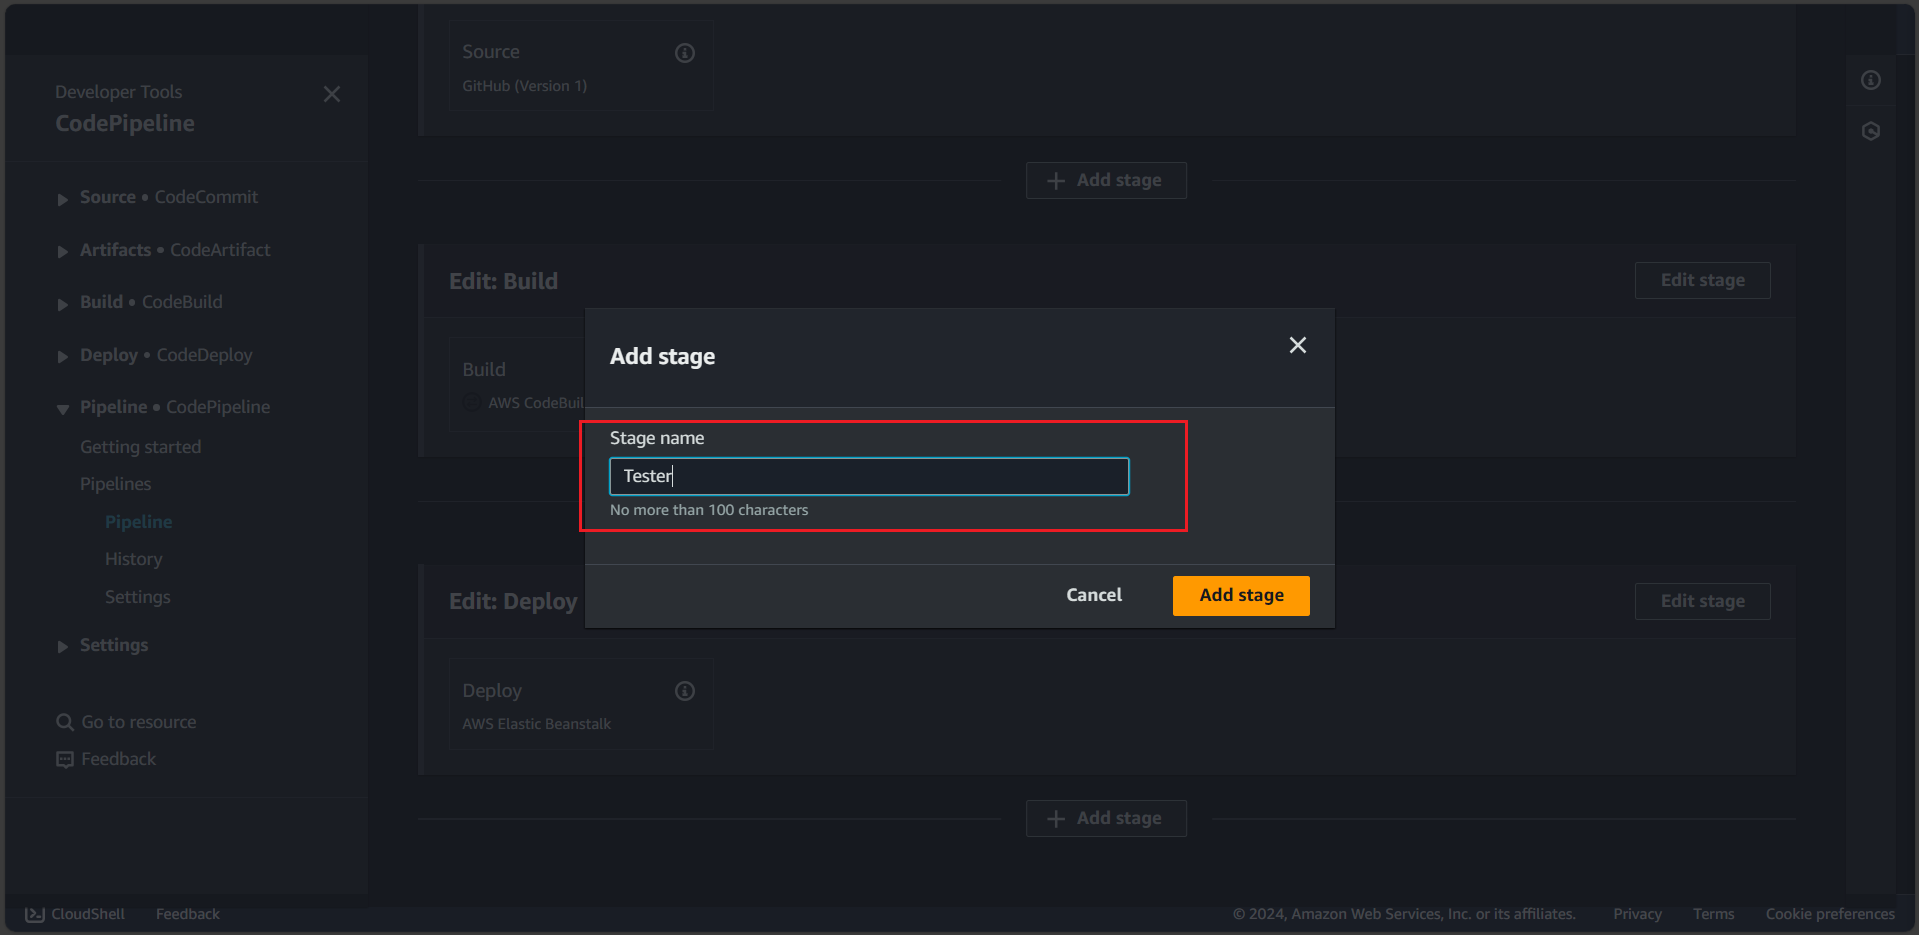 Developer Tools
CodePipeline
Source • CodeCommit
Artifacts • CodeArtifact
Build • CodeBuild
Deploy • CodeDeploy
Pipeline • CodePipeline
Getting started
Pipelines
Pipeline
History
Settings
Settings
Go to resource
Feedback
Source
GitHub (Version 1)
Add stage
Edit: Build
Edit stage
Build
AWS CodeBuil
Add stage
Stage name
Tester
No more than 100 characters
Cancel
Add stage
Edit: Deploy
Edit stage
Deploy
AWS Elastic Beanstalk
Add stage
CloudShell
Feedback
© 2024, Amazon Web Services, Inc. or its affiliates.
Privacy
Terms
Cookie preferences